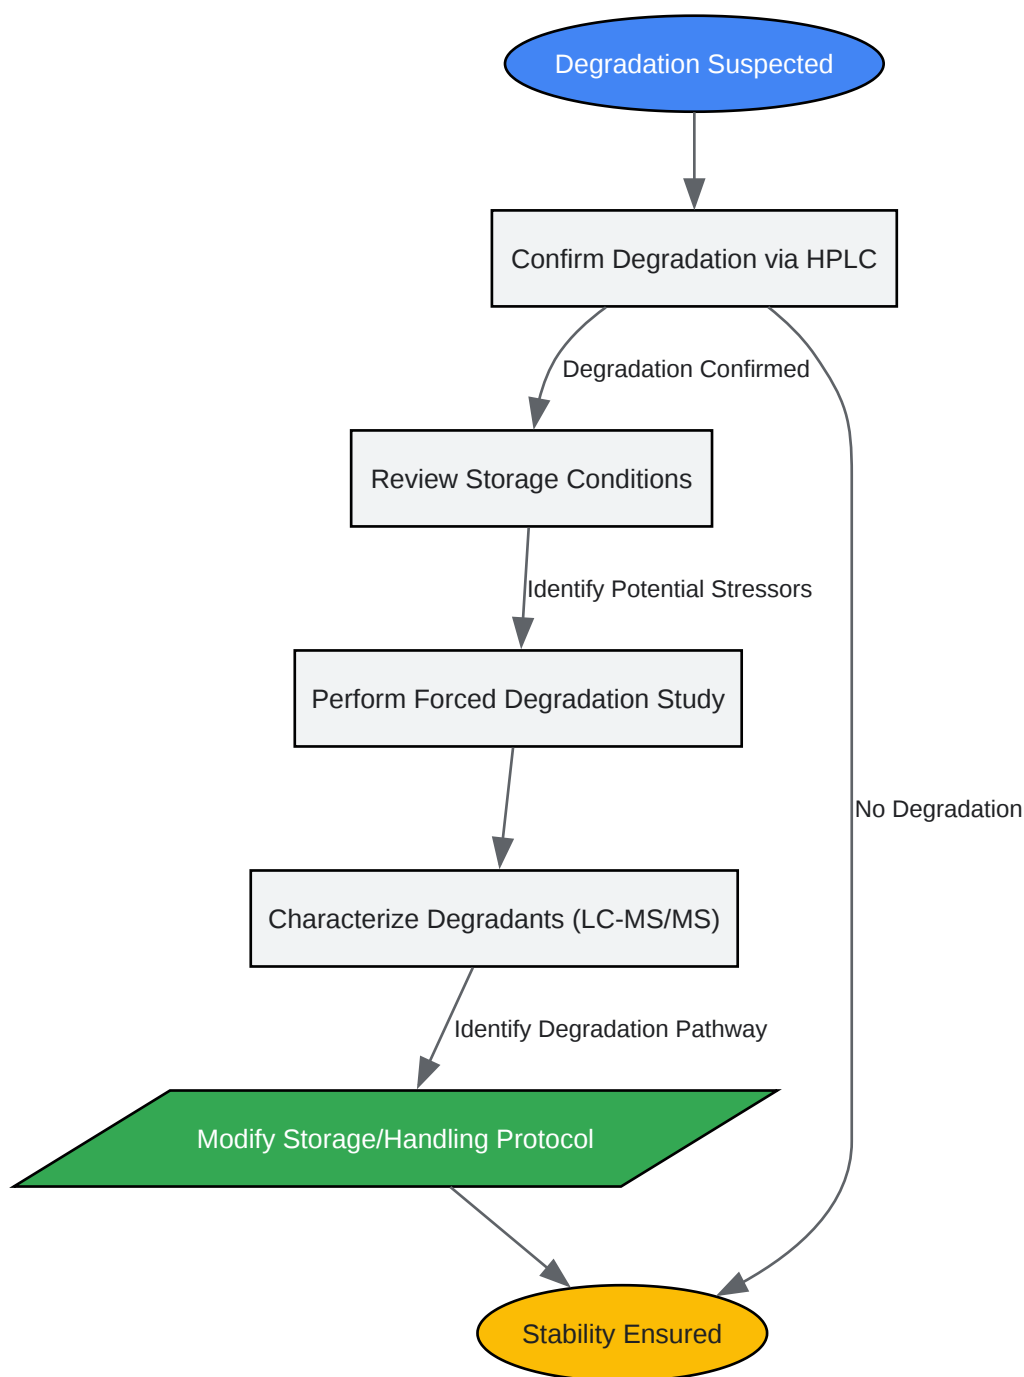 Degradation Suspected
Confirm Degradation via HPLC
Degradation Confirmed
Review Storage Conditions
Identify Potential Stressors
Perform Forced Degradation Study
No Degradation
Characterize Degradants (LC-MS/MS)
Identify Degradation Pathway
Modify Storage/Handling Protocol
Stability Ensured